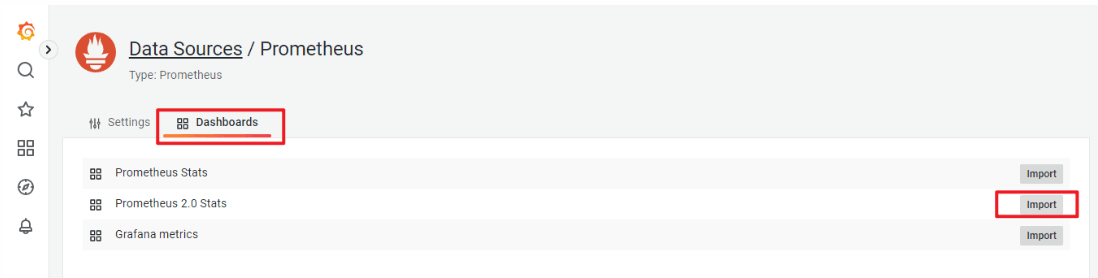 Data Sources / Prometheus
Type: Prometheus
Settings Dashboards
Prometheus Stats Import
Prometheus 2.0 Stats Import
Grafana metrics Import